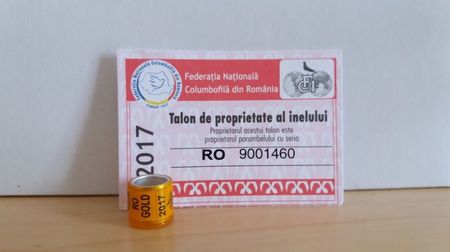 Federația Națională
Columbofilă din România
Talon de proprietate al inelului
Proprietarul acestui talon este
proprietarul porumbelului cu seria
RO 9001460
2017
RO
GOLD
2017